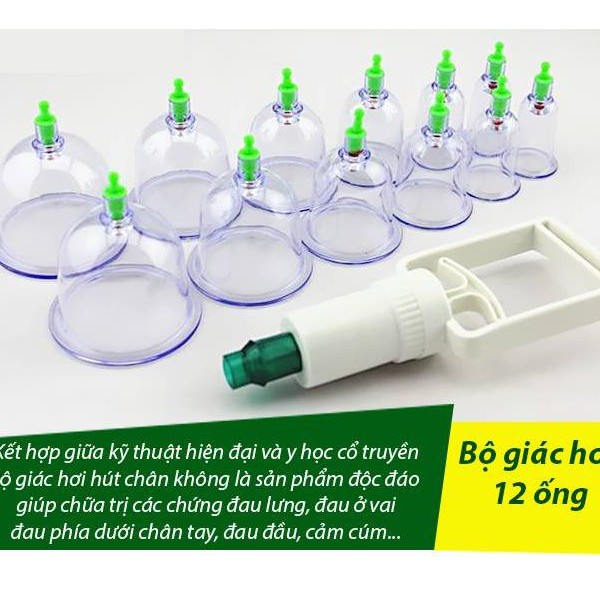 Kết hợp giữa kỹ thuật hiện đại và y học cổ truyền
bộ giác hơi hút chân không là sản phẩm độc đáo
giúp chữa trị các chứng đau lưng, đau ở vai
đau phía dưới chân tay, đau đầu, cảm cúm...
Bộ giác hơi
12 ống